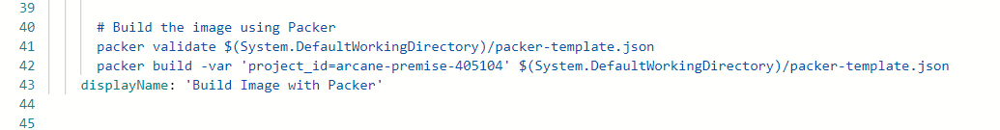 39
40 # Build the image using Packer
41 packer validate $(System.DefaultWorkingDirectory)/packer-template.json
42 packer build -var 'project_id=arcane-premise-405104' $(System.DefaultWorkingDirectory)/packer-template.json
43 displayName: 'Build Image with Packer'
44
45